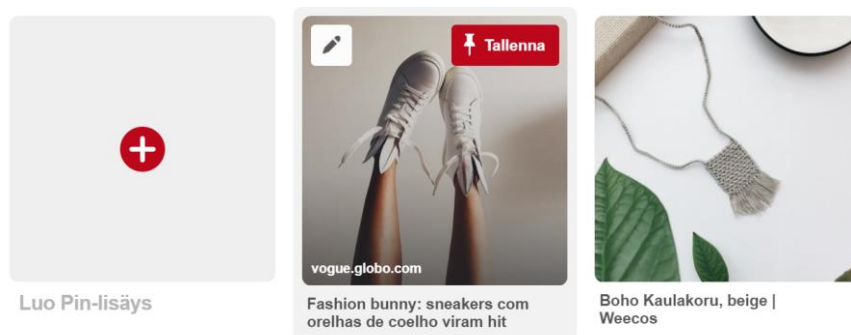 Tallenna
vogue.globo.com
Luo Pin-lisäys
Fashion bunny: sneakers com
orelhas de coelho viram hit
Boho Kaulakoru, beige |
Weecos